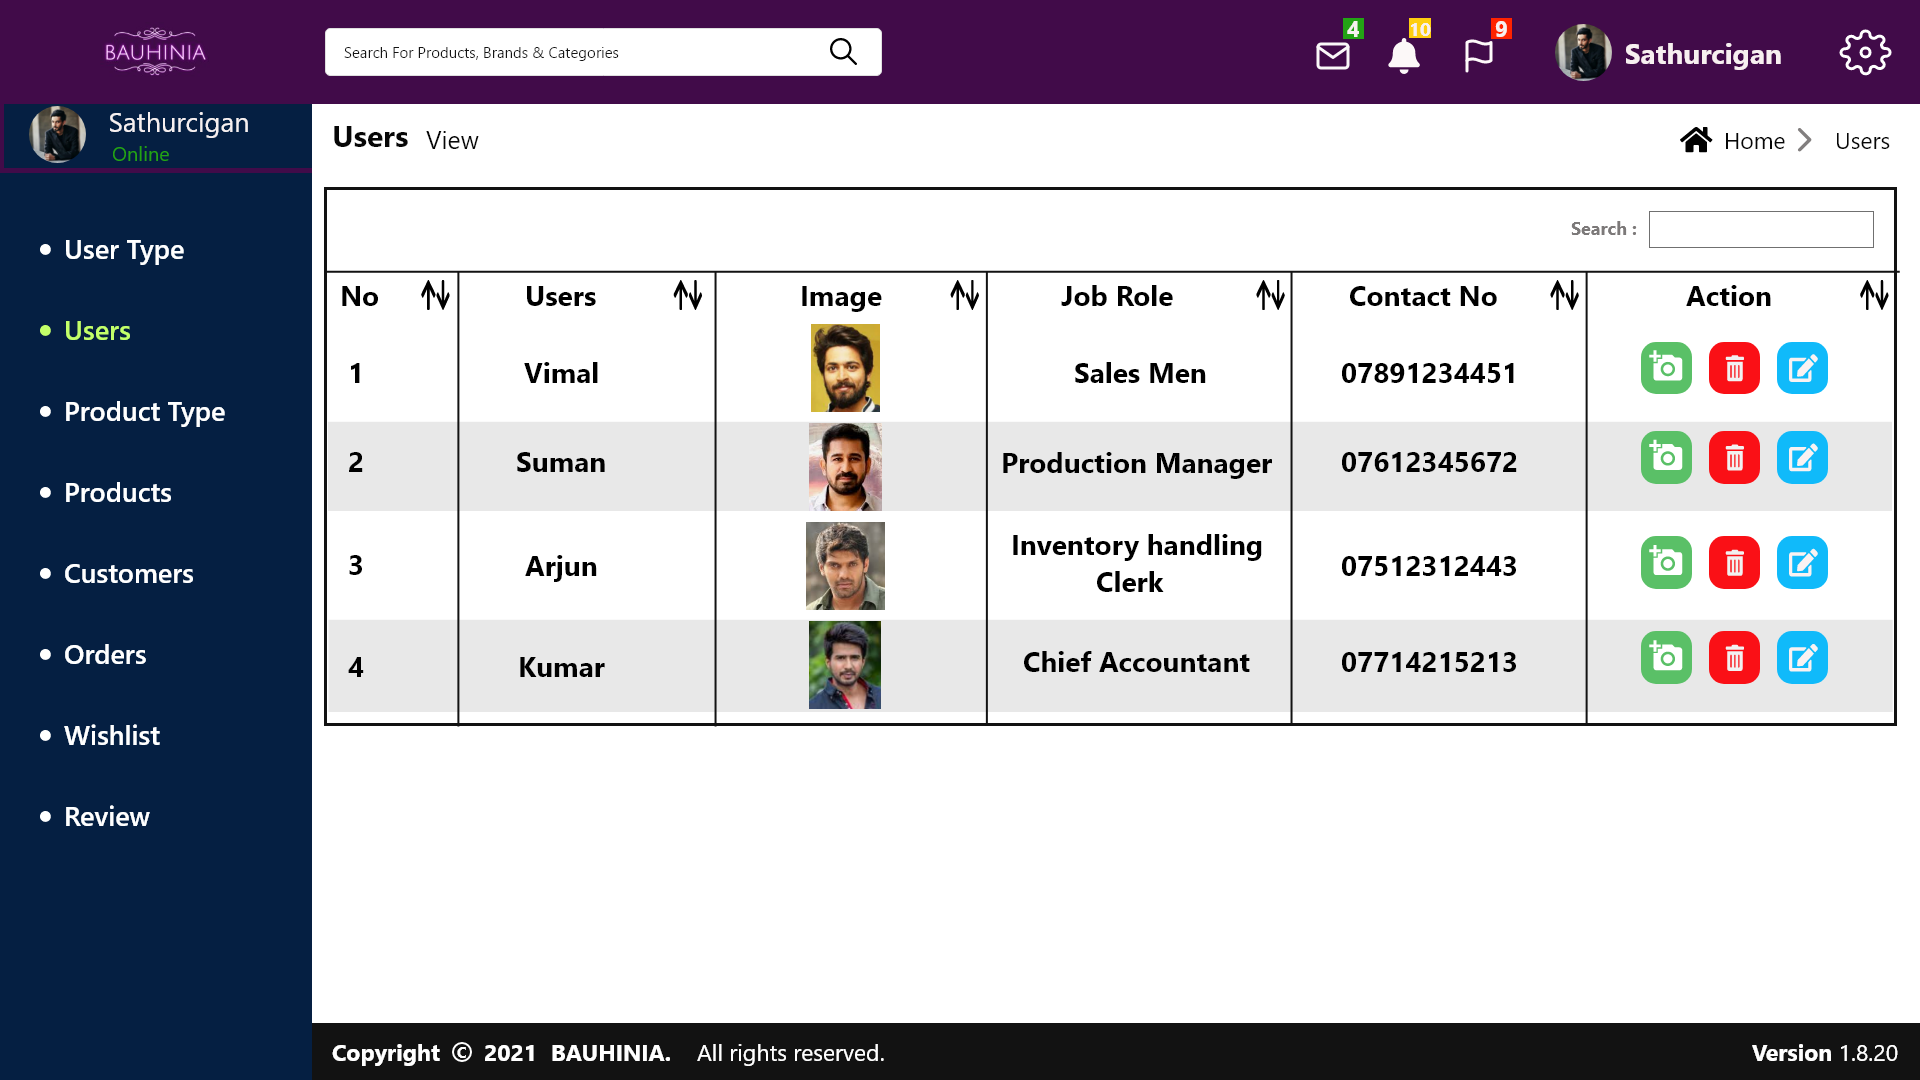 BAUHINIA
Search For Products, Brands & Categories
4
10
9
Sathurcigan
Sathurcigan
Online
Users View
Home Users
User Type
Users
Product Type
Products
Customers
Orders
Wishlist
Review
Search :
No Users Image Job Role Contact No Action
1 Vimal Sales Men 07891234451
2 Suman Production Manager 07612345672
3 Arjun Inventory handling Clerk 07512312443
4 Kumar Chief Accountant 07714215213
Copyright © 2021 BAUHINIA. All rights reserved.
Version 1.8.20